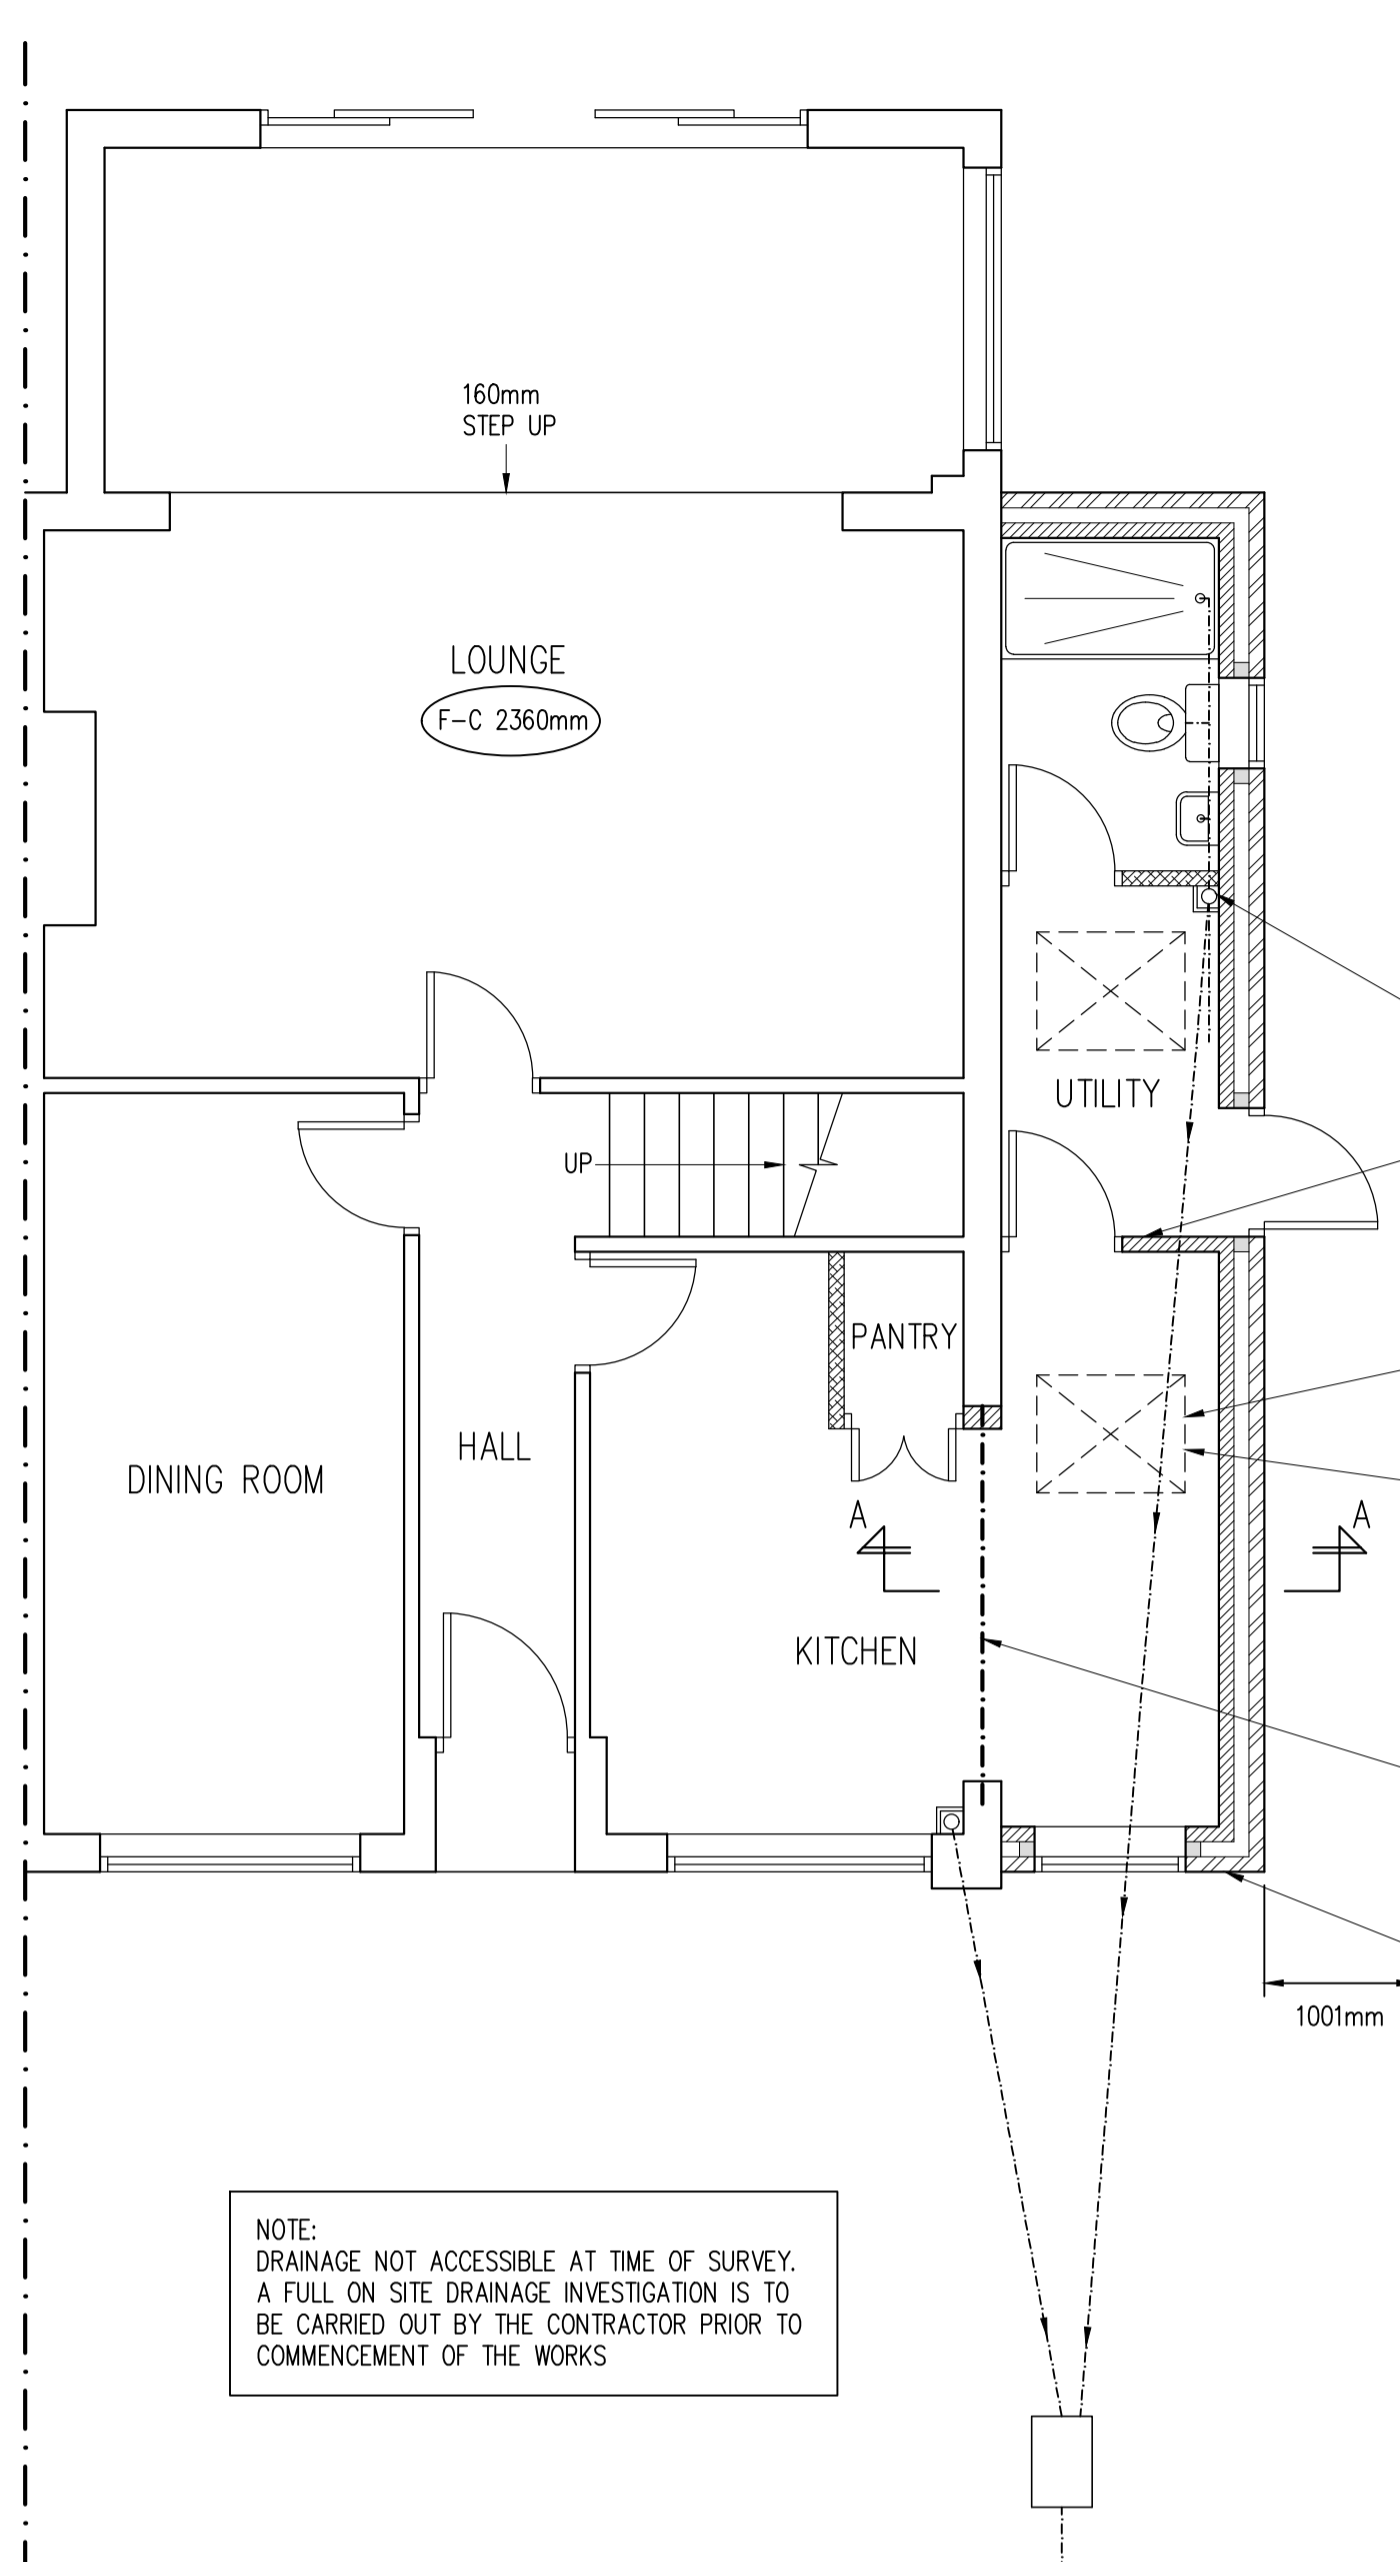 160mm
STEP UP
LOUNGE
F-C 2360mm
UTILITY
UP
PANTRY
HALL
DINING ROOM
A
A
KITCHEN
1001mm
NOTE:
DRAINAGE NOT ACCESSIBLE AT TIME OF SURVEY.
A FULL ON SITE DRAINAGE INVESTIGATION IS TO
BE CARRIED OUT BY THE CONTRACTOR PRIOR TO
COMMENCEMENT OF THE WORKS